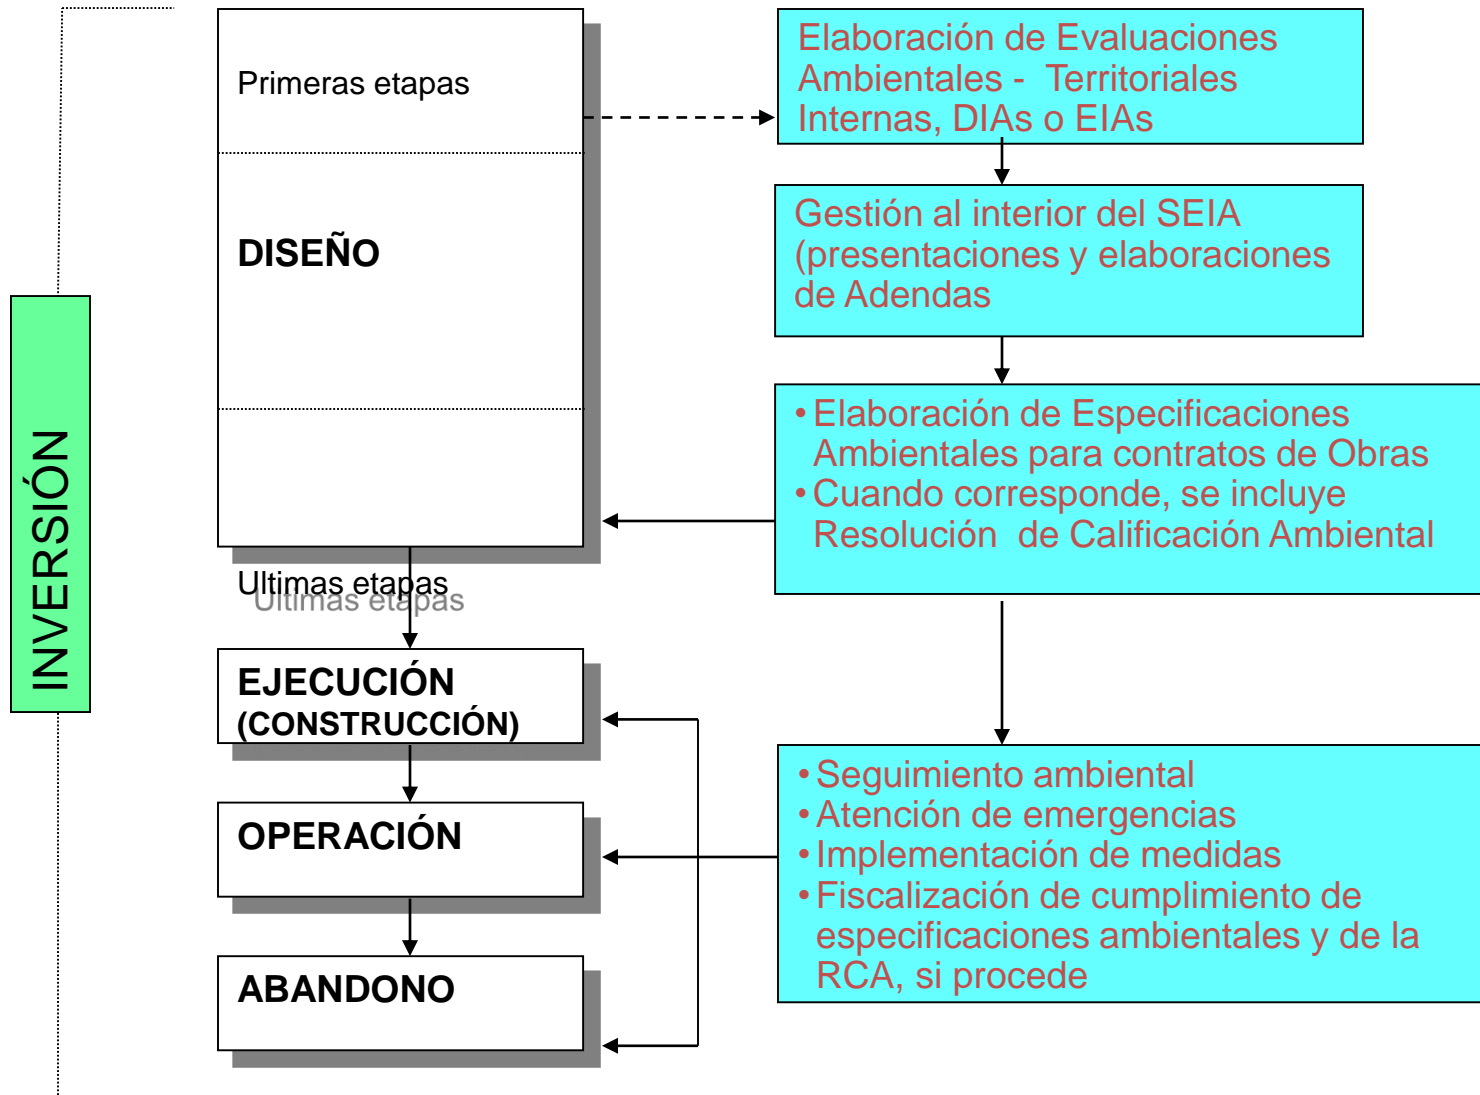 INVERSIÓN
Primeras etapas
DISEÑO
Ultimas etapas
EJECUCIÓN
(CONSTRUCCIÓN)
OPERACIÓN
ABANDONO
Elaboración de Evaluaciones
Ambientales - Territoriales
Internas, DIAs o EIAs
Gestión al interior del SEIA
(presentaciones y elaboraciones
de Adendas
• Elaboración de Especificaciones
Ambientales para contratos de Obras
• Cuando corresponde, se incluye
Resolución de Calificación Ambiental
• Seguimiento ambiental
• Atención de emergencias
• Implementación de medidas
• Fiscalización de cumplimiento de
especificaciones ambientales y de la
RCA, si procede